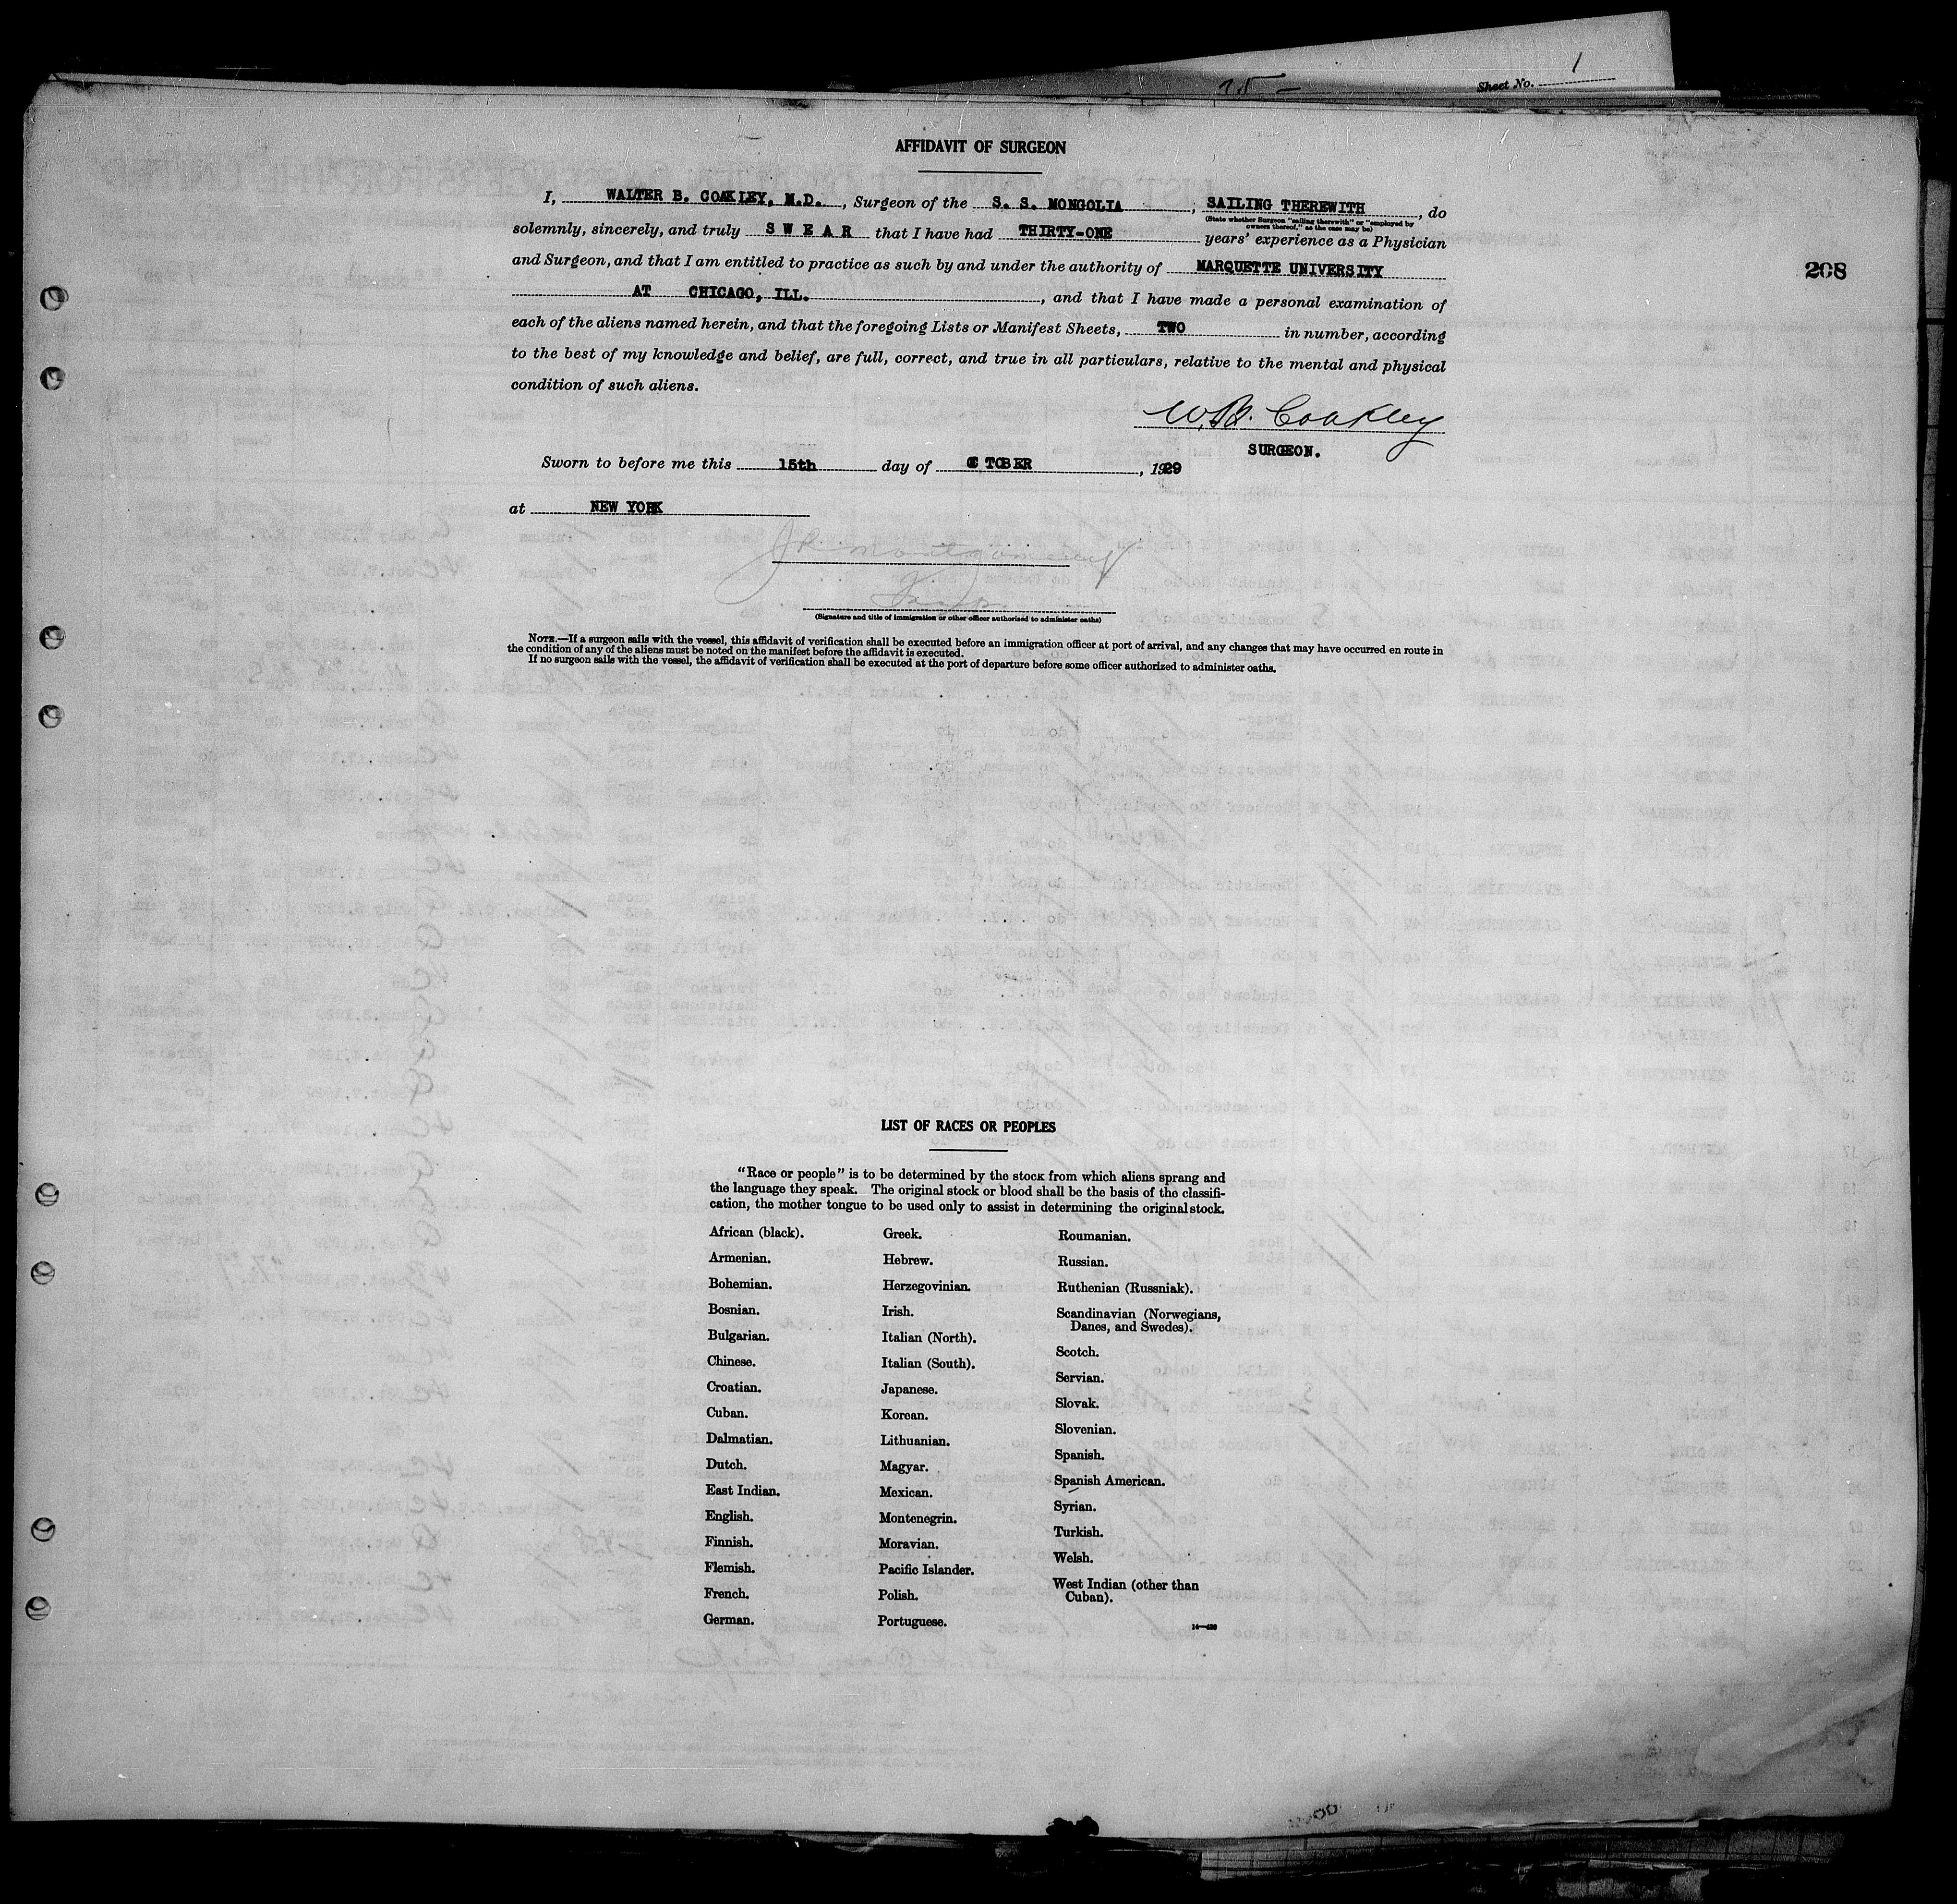 Sheet No. 1
AFFIDAVIT OF SURGEON
I, WALTER B. COAKLEY, M.D., Surgeon of the S. S. MONGOLIA, SAILING THEREWITH, do
(State whether Surgeon "sailing therewith" or "employed by
owners thereof," as the case may be)
solemnly, sincerely, and truly S W E A R that I have had THIRTY-ONE years' experience as a Physician
and Surgeon, and that I am entitled to practice as such by and under the authority of MARQUETTE UNIVERSITY
208
AT CHICAGO, ILL., and that I have made a personal examination of
each of the aliens named herein, and that the foregoing Lists or Manifest Sheets, TWO in number, according
to the best of my knowledge and belief, are full, correct, and true in all particulars, relative to the mental and physical
condition of such aliens.
W. B. Coakley
SURGEON.
Sworn to before me this 15th day of OCTOBER, 1929
at NEW YORK
Montgomery
(Signature and title of immigration or other officer authorized to administer oaths)
NOTE.—If a surgeon sails with the vessel, this affidavit of verification shall be executed before an immigration officer at port of arrival, and any changes that may have occurred en route in
the condition of any of the aliens must be noted on the manifest before the affidavit is executed.
If no surgeon sails with the vessel, the affidavit of verification shall be executed at the port of departure before some officer authorized to administer oaths.
LIST OF RACES OR PEOPLES
"Race or people" is to be determined by the stock from which aliens sprang and
the language they speak. The original stock or blood shall be the basis of the classifi-
cation, the mother tongue to be used only to assist in determining the original stock.
African (black).
Armenian.
Bohemian.
Bosnian.
Bulgarian.
Chinese.
Croatian.
Cuban.
Dalmatian.
Dutch.
East Indian.
English.
Finnish.
Flemish.
French.
German.
Greek.
Hebrew.
Herzegovinian.
Irish.
Italian (North).
Italian (South).
Japanese.
Korean.
Lithuanian.
Magyar.
Mexican.
Montenegrin.
Moravian.
Pacific Islander.
Polish.
Portuguese.
Roumanian.
Russian.
Ruthenian (Russniak).
Scandinavian (Norwegians,
Danes, and Swedes).
Scotch.
Servian.
Slovak.
Slovenian.
Spanish.
Spanish American.
Syrian.
Turkish.
Welsh.
West Indian (other than
Cuban).
14—430